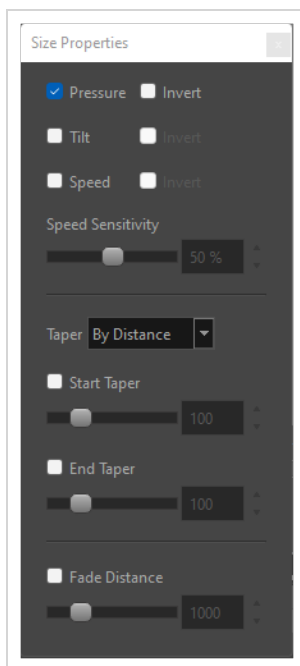 Size Properties x
Pressure Invert
Tilt Invert
Speed Invert
Speed Sensitivity
50 %
Taper By Distance
Start Taper
100
End Taper
100
Fade Distance
1000